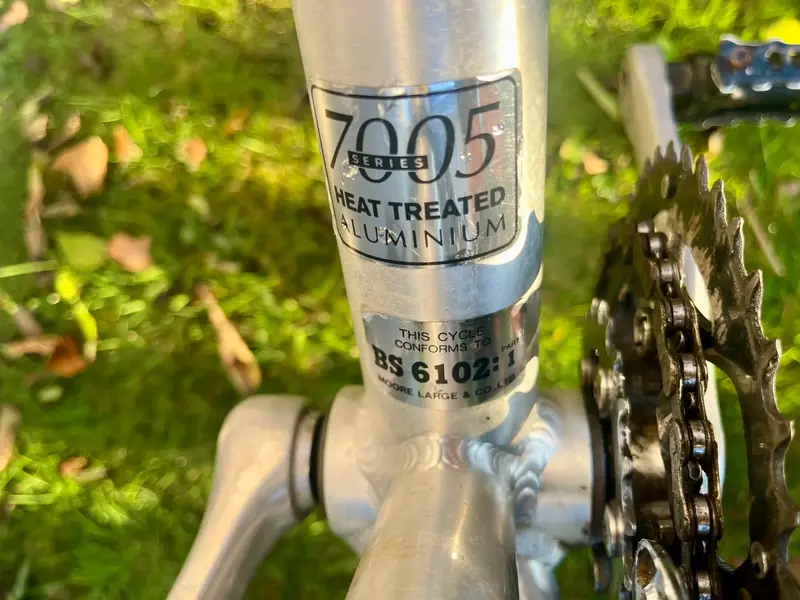 7005
SERIES
HEAT TREATED
ALUMINIUM
THIS CYCLE
CONFORMS TO
BS 6102: PART 1
MOORE LARGE & CO. LTD